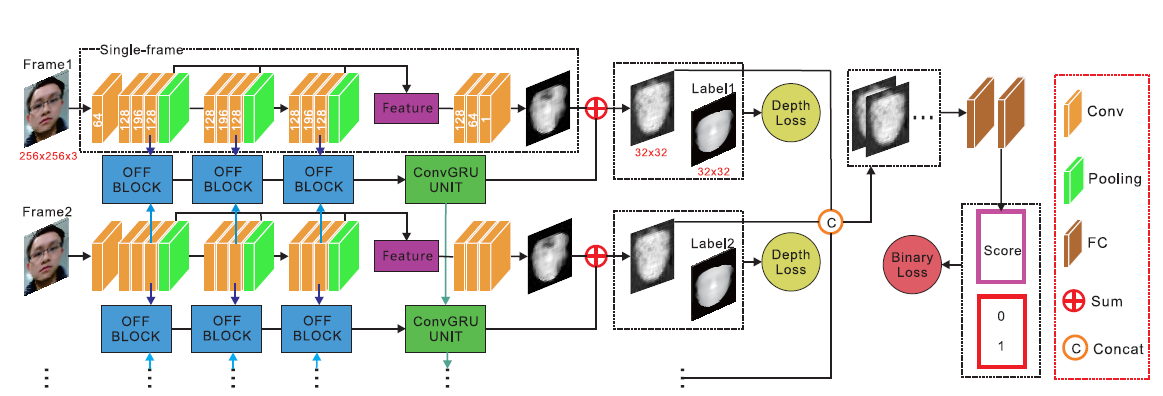 Single-frame
Frame1
64
128
196
128
128
196
128
128
196
128
Feature
128
64
1
256x256x3
OFF
BLOCK
OFF
BLOCK
OFF
BLOCK
ConvGRU
UNIT
Label1
32x32
32x32
Depth
Loss
...
Conv
Pooling
FC
Sum
C Concat
Frame2
Feature
Label2
Depth
Loss
C
Score
0
1
Binary
Loss
OFF
BLOCK
OFF
BLOCK
OFF
BLOCK
ConvGRU
UNIT